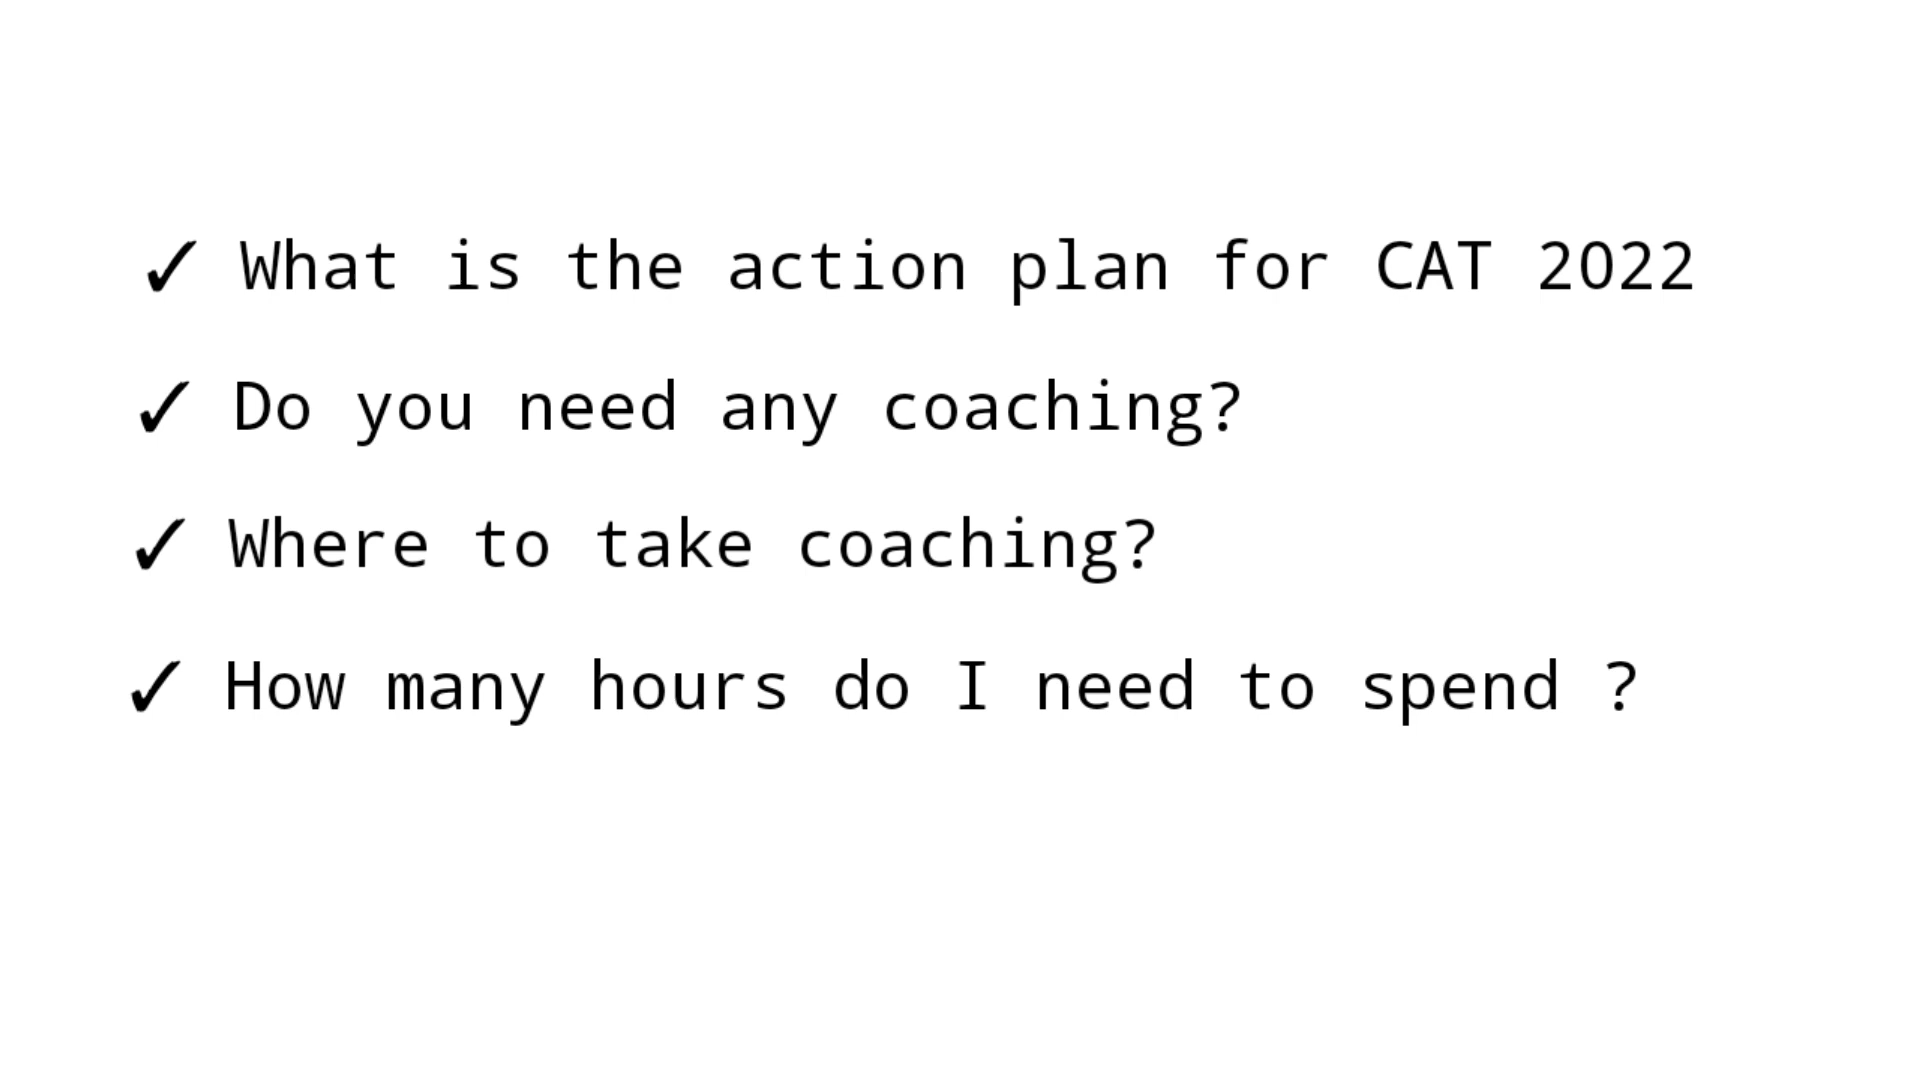 ✓ What is the action plan for CAT 2022
✓ Do you need any coaching?
✓ Where to take coaching?
✓ How many hours do I need to spend ?